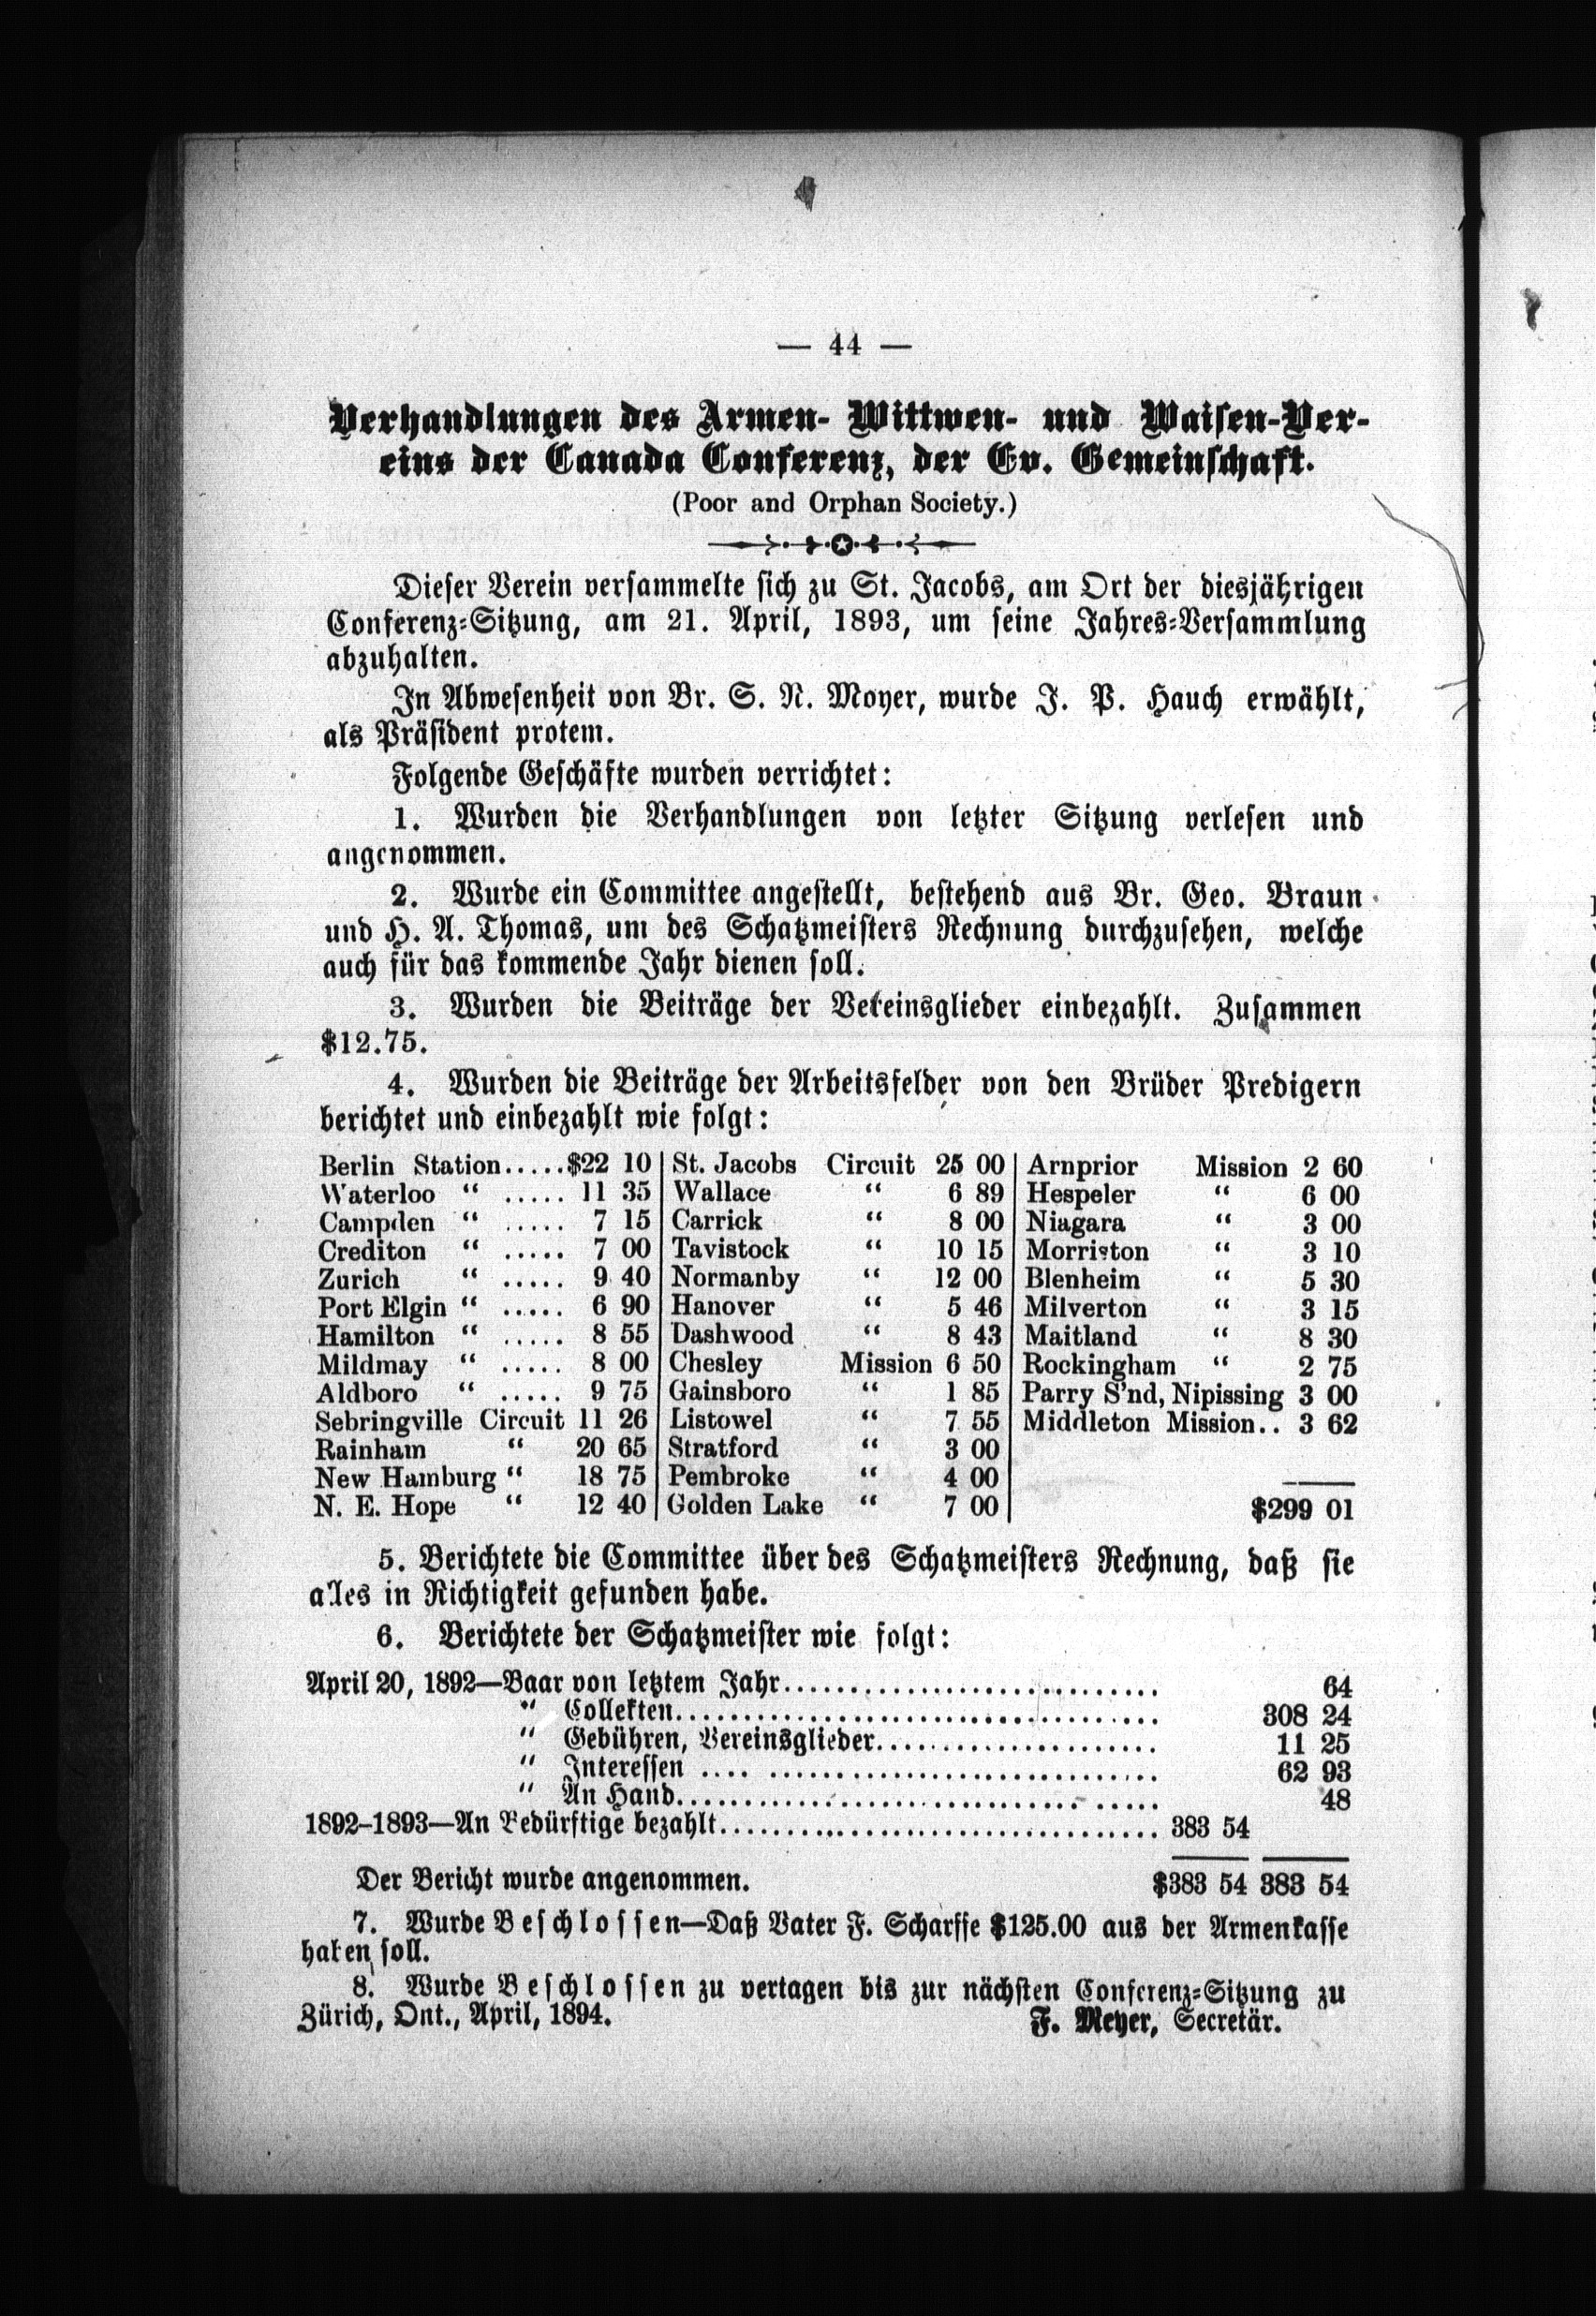 — 44 —
Verhandlungen des Armen- Wittwen- und Waisen-Ver-
eins der Canada Conferenz, der Ev. Gemeinschaft.
(Poor and Orphan Society.)
Dieser Verein versammelte sich zu St. Jacobs, am Ort der diesjährigen
Conferenz-Sitzung, am 21. April, 1893, um seine Jahres-Versammlung
abzuhalten.
In Abwesenheit von Br. S. N. Moyer, wurde J. P. Hauch erwählt,
als Präsident protem.
Folgende Geschäfte wurden verrichtet:
1. Wurden die Verhandlungen von letzter Sitzung verlesen und
angenommen.
2. Wurde ein Committee angestellt, bestehend aus Br. Geo. Braun
und H. A. Thomas, um des Schatzmeisters Rechnung durchzusehen, welche
auch für das kommende Jahr dienen soll.
3. Wurden die Beiträge der Vereinsglieder einbezahlt. Zusammen
$12.75.
4. Wurden die Beiträge der Arbeitsfelder von den Brüder Predigern
berichtet und einbezahlt wie folgt:
Berlin Station.....$22 10 | St. Jacobs Circuit 25 00 | Arnprior Mission 2 60
Waterloo “ ..... 11 35 | Wallace “ 6 89 | Hespeler “ 6 00
Campden “ ..... 7 15 | Carrick “ 8 00 | Niagara “ 3 00
Crediton “ ..... 7 00 | Tavistock “ 10 15 | Morriston “ 3 10
Zurich “ ..... 9 40 | Normanby “ 12 00 | Blenheim “ 5 30
Port Elgin “ ..... 6 90 | Hanover “ 5 46 | Milverton “ 3 15
Hamilton “ ..... 8 55 | Dashwood “ 8 43 | Maitland “ 8 30
Mildmay “ ..... 8 00 | Chesley Mission 6 50 | Rockingham “ 2 75
Aldboro “ ..... 9 75 | Gainsboro “ 1 85 | Parry S'nd, Nipissing 3 00
Sebringville Circuit 11 26 | Listowel “ 7 55 | Middleton Mission.. 3 62
Rainham “ 20 65 | Stratford “ 3 00
New Hamburg “ 18 75 | Pembroke “ 4 00
N. E. Hope “ 12 40 | Golden Lake “ 7 00 | $299 01
5. Berichtete die Committee über des Schatzmeisters Rechnung, daß sie
alles in Richtigkeit gefunden habe.
6. Berichtete der Schatzmeister wie folgt:
April 20, 1892—Baar von letztem Jahr.............................. 64
“ Collekten...................................... 308 24
“ Gebühren, Vereinsglieder...................... 11 25
“ Interessen .... .............................. 62 93
“ An Hand.............................. ..... 48
1892-1893—An Bedürftige bezahlt.................................. 383 54
Der Bericht wurde angenommen. $383 54 383 54
7. Wurde Beschlossen—Daß Vater F. Scharffe $125.00 aus der Armenkasse
haben soll.
8. Wurde Beschlossen zu vertagen bis zur nächsten Conferenz-Sitzung zu
Zürich, Ont., April, 1894. F. Meyer, Secretär.